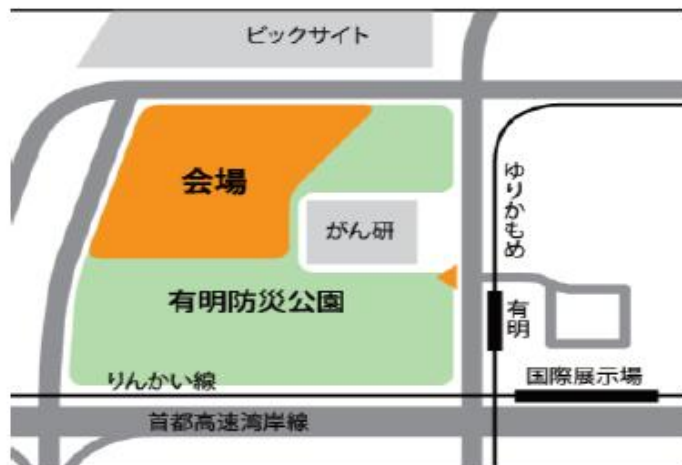 ビックサイト
会場
ゆりかもめ
がん研
有明防災公園
有明
国際展示場
りんかい線
首都高速湾岸線